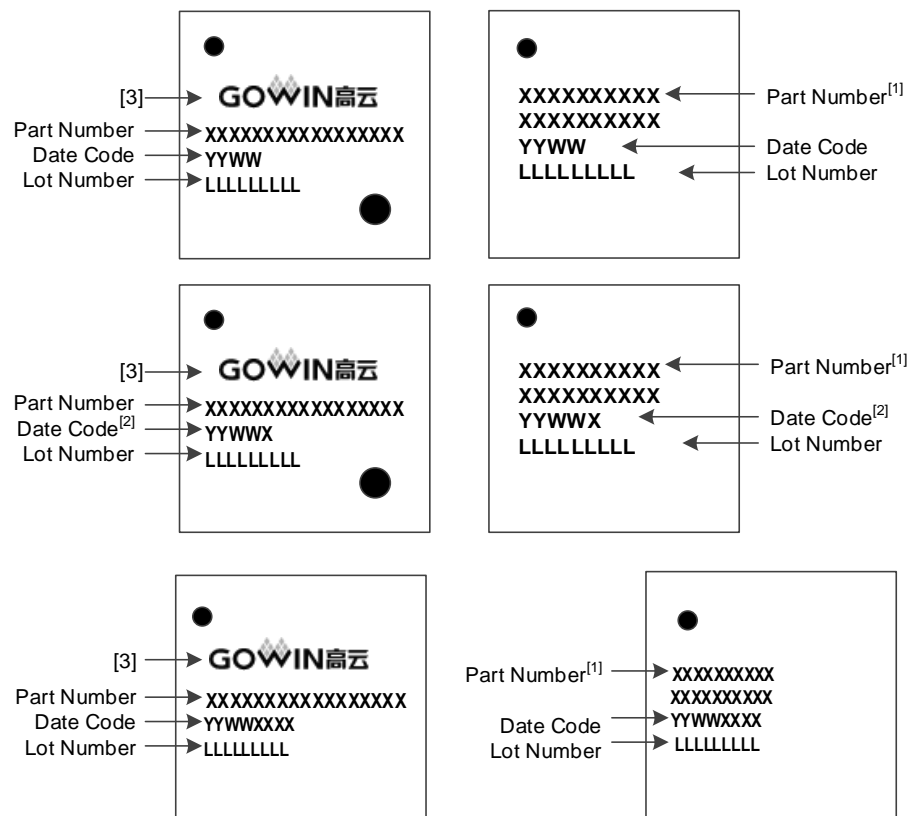 [3]
GOWIN高云
Part Number
XXXXXXXXXXXXXXXXX
Date Code
YYWW
Lot Number
LLLLLLLLL
XXXXXXXXXX
Part Number[1]
XXXXXXXXXX
YYWW
Date Code
LLLLLLLLL
Lot Number
[3]
GOWIN高云
Part Number
XXXXXXXXXXXXXXXXX
Date Code[2]
YYWWX
Lot Number
LLLLLLLLL
XXXXXXXXXX
Part Number[1]
XXXXXXXXXX
YYWWX
Date Code[2]
LLLLLLLLL
Lot Number
[3]
GOWIN高云
Part Number
XXXXXXXXXXXXXXXXX
Date Code
YYWWXXXX
Lot Number
LLLLLLLLL
Part Number[1]
XXXXXXXXXX
XXXXXXXXXX
Date Code
YYWWXXXX
Lot Number
LLLLLLLLL